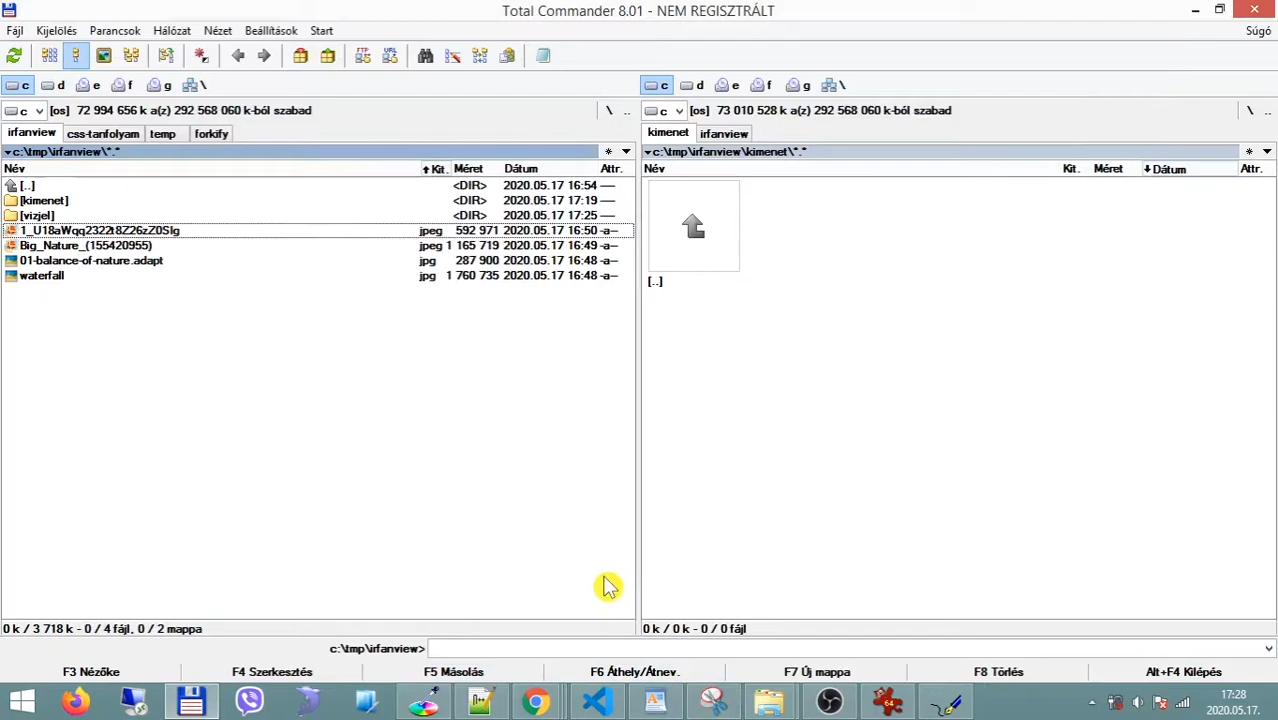 Total Commander 8.01 - NEM REGISZTRÁLT
Fájl Kijelölés Parancsok Hálózat Nézet Beállítások Start Súgó
FTP URL
c d e f g \ c d e f g \
c [os] 72 994 656 k a(z) 292 568 060 k-ból szabad \ .. c [os] 73 010 528 k a(z) 292 568 060 k-ból szabad \ ..
irfanview css-tanfolyam temp forkify kimenet irfanview
c:\tmp\irfanview\*.* * c:\tmp\irfanview\kimenet\*.* *
Név Kit. Méret Dátum Attr. Név Kit. Méret Dátum Attr.
[..] <DIR> 2020.05.17 16:54 ----
[kimenet] <DIR> 2020.05.17 17:19 ----
[vizjel] <DIR> 2020.05.17 17:25 ----
1_U18aWqq2322t8Z26zZ0SIg jpeg 592 971 2020.05.17 16:50 -a--
Big_Nature_(155420955) jpeg 1 165 719 2020.05.17 16:49 -a--
01-balance-of-nature.adapt jpg 287 900 2020.05.17 16:48 -a--
waterfall jpg 1 760 735 2020.05.17 16:48 -a--
[..]
0 k / 3 718 k - 0 / 4 fájl, 0 / 2 mappa 0 k / 0 k - 0 / 0 fájl
c:\tmp\irfanview>
F3 Nézőke F4 Szerkesztés F5 Másolás F6 Áthely/Átnev. F7 Új mappa F8 Törlés Alt+F4 Kilépés
64
17:28
2020.05.17.